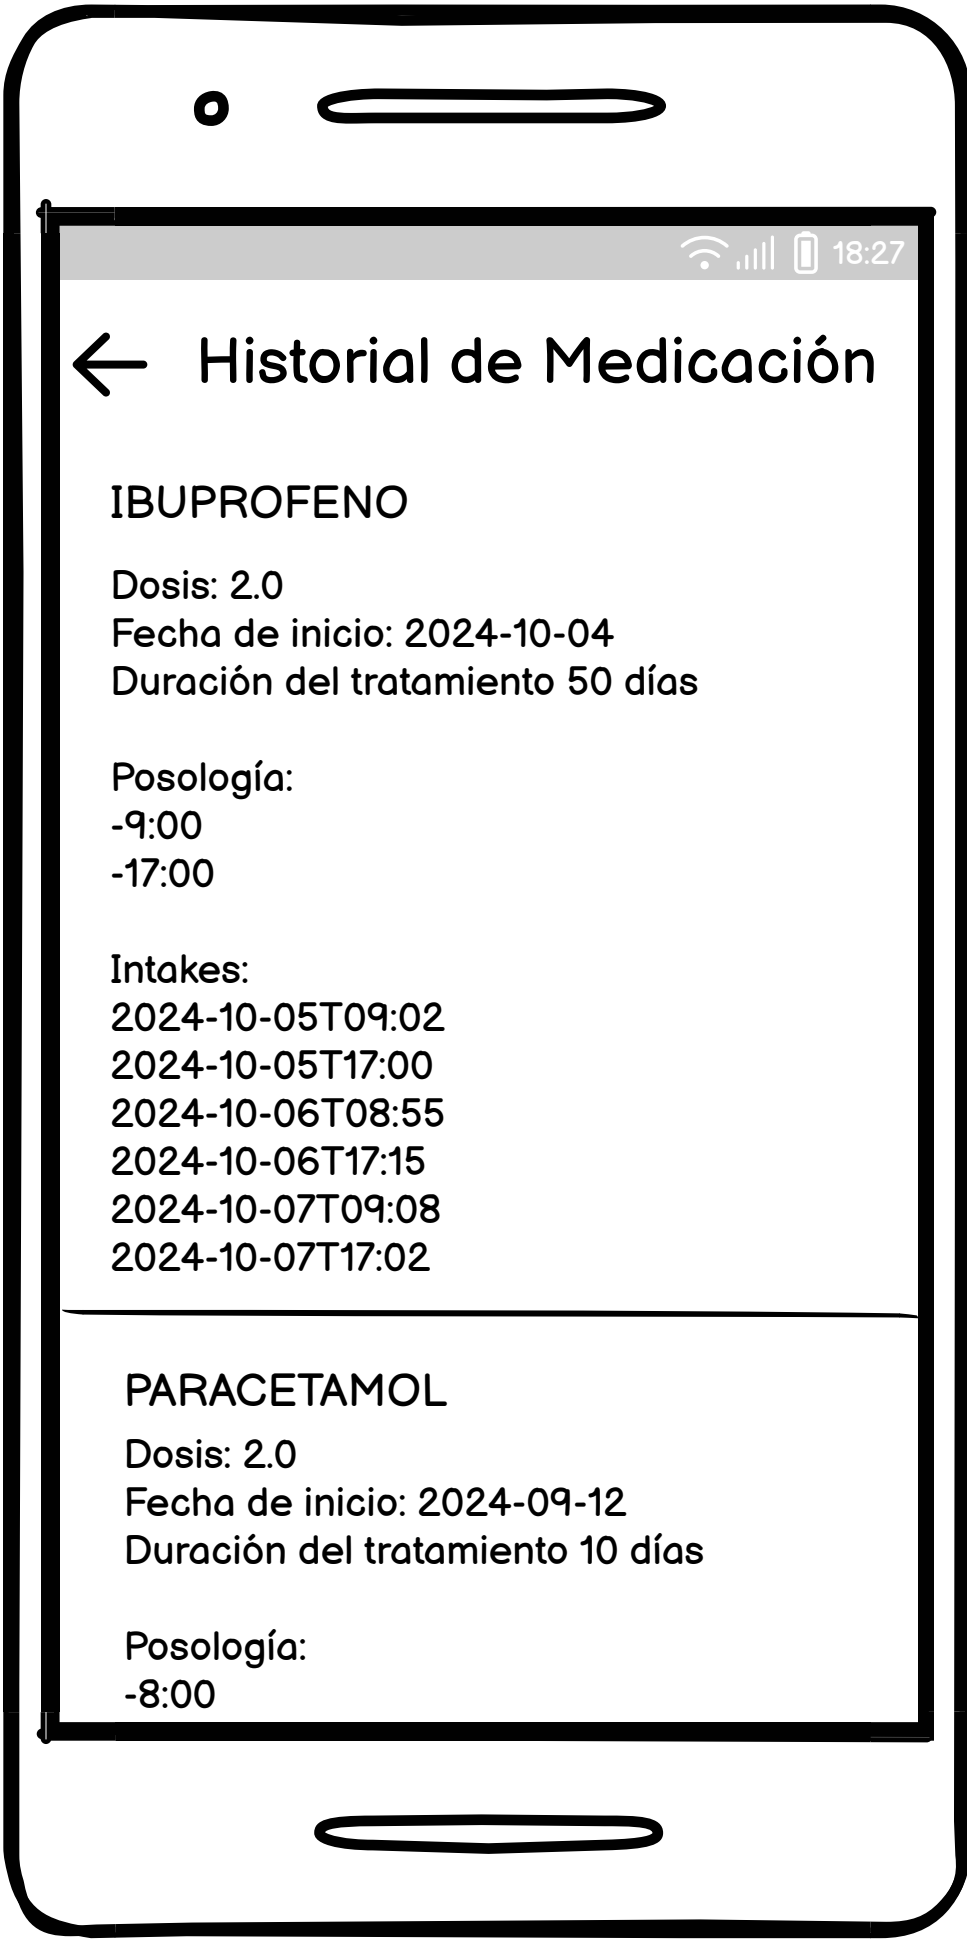 18:27
Historial de Medicación
IBUPROFENO
Dosis: 2.0
Fecha de inicio: 2024-10-04
Duración del tratamiento 50 días
Posología:
-9:00
-17:00
Intakes:
2024-10-05T09:02
2024-10-05T17:00
2024-10-06T08:55
2024-10-06T17:15
2024-10-07T09:08
2024-10-07T17:02
PARACETAMOL
Dosis: 2.0
Fecha de inicio: 2024-09-12
Duración del tratamiento 10 días
Posología:
-8:00